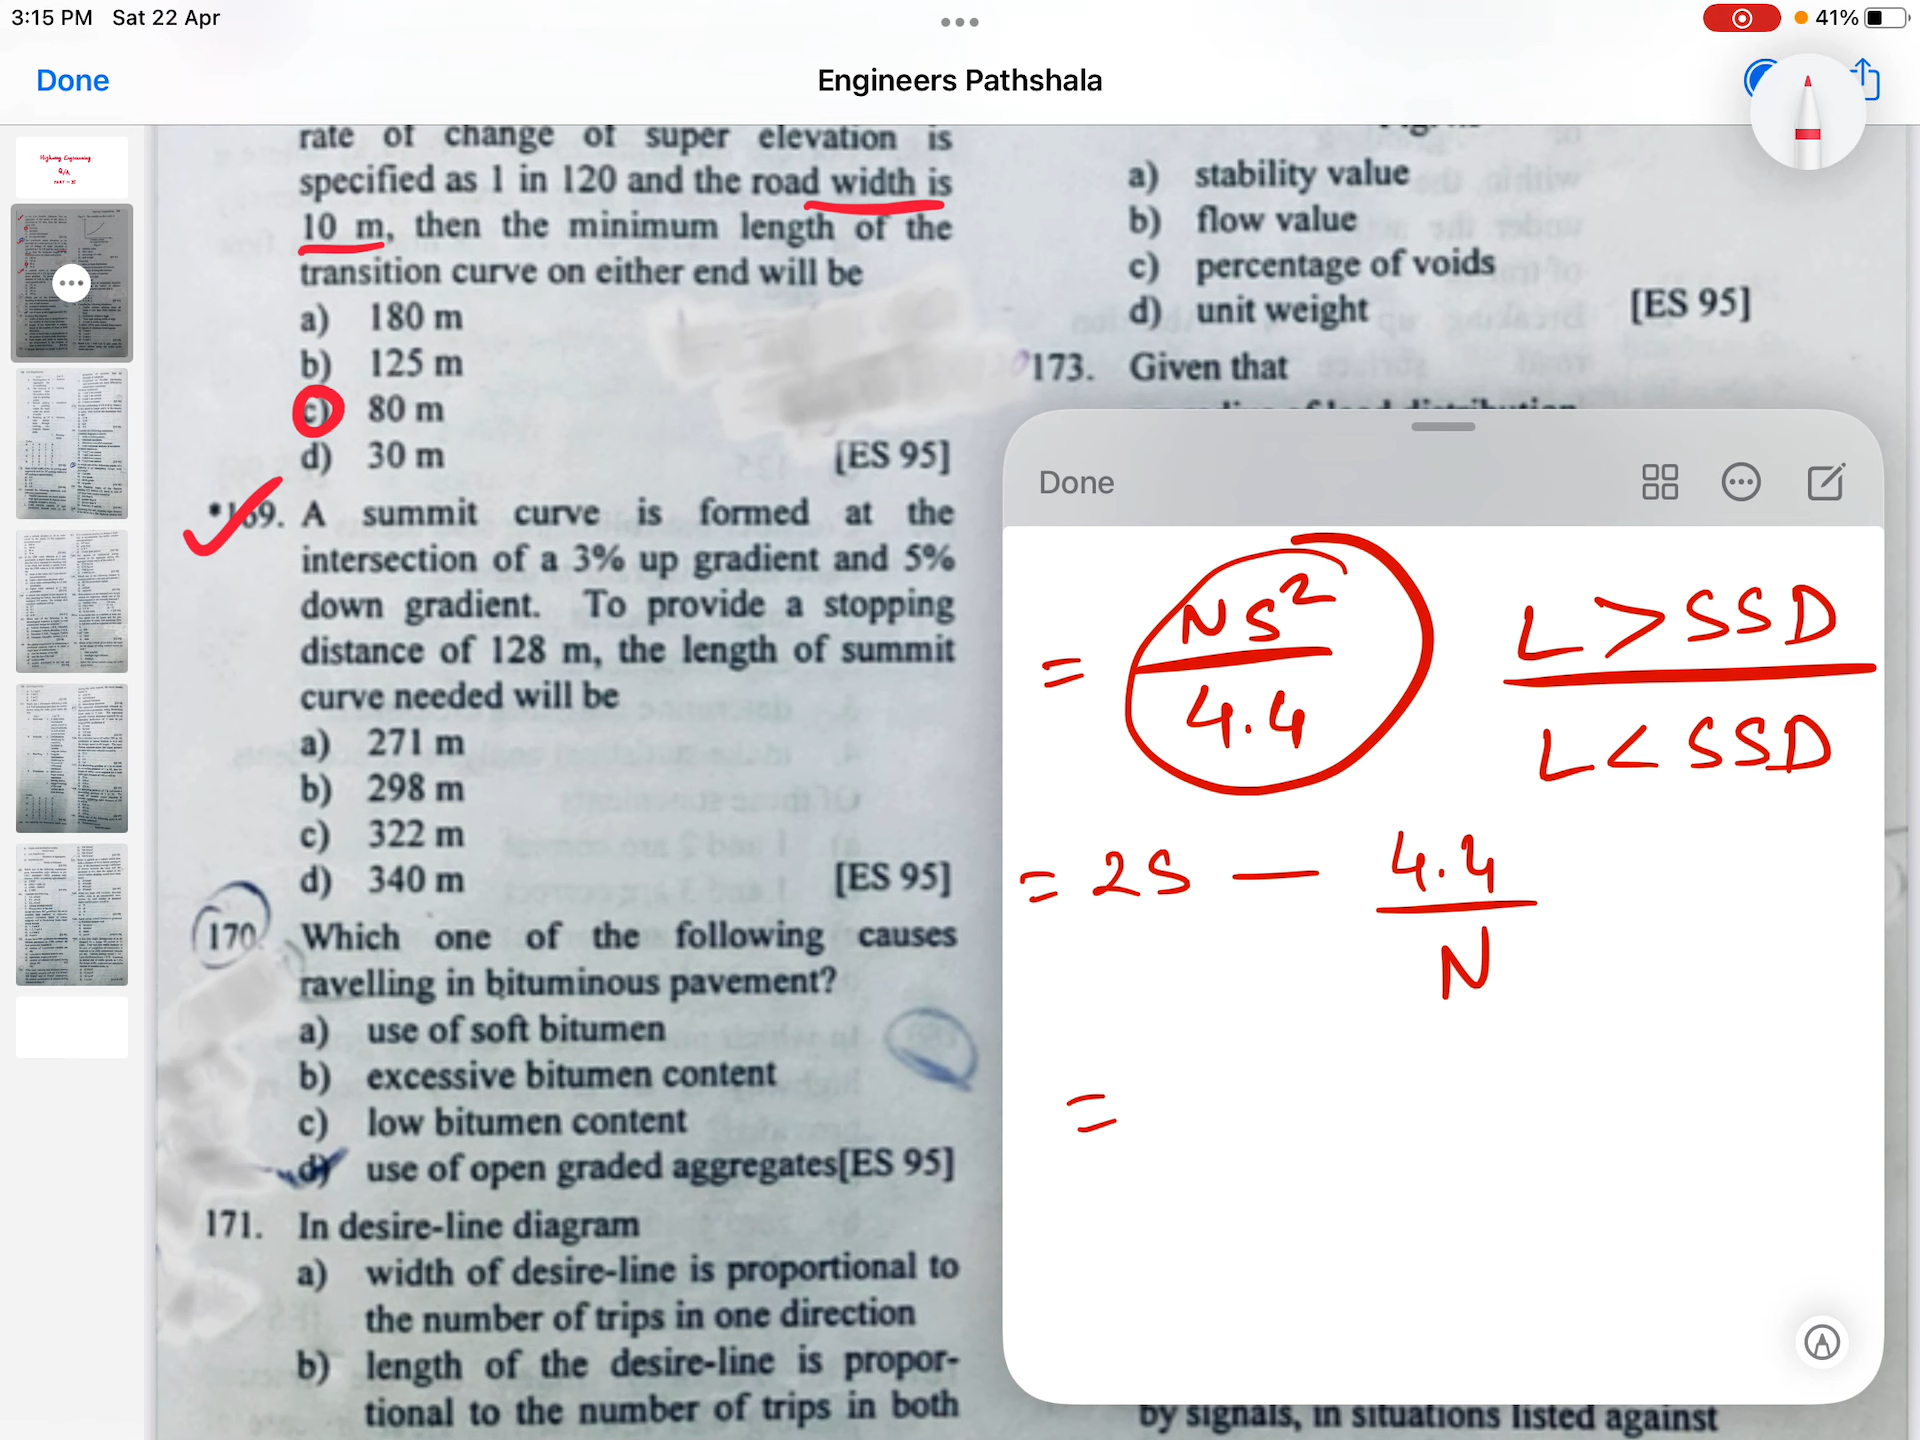 3:15 PM Sat 22 Apr
41%
Done
Engineers Pathshala
rate of change of super elevation is
specified as 1 in 120 and the road width is
10 m, then the minimum length of the
transition curve on either end will be
a) 180 m
b) 125 m
c) 80 m
d) 30 m [ES 95]
*169. A summit curve is formed at the
intersection of a 3% up gradient and 5%
down gradient. To provide a stopping
distance of 128 m, the length of summit
curve needed will be
a) 271 m
b) 298 m
c) 322 m
d) 340 m [ES 95]
170. Which one of the following causes
ravelling in bituminous pavement?
a) use of soft bitumen
b) excessive bitumen content
c) low bitumen content
d) use of open graded aggregates[ES 95]
171. In desire-line diagram
a) width of desire-line is proportional to
the number of trips in one direction
b) length of the desire-line is propor-
tional to the number of trips in both
a) stability value
b) flow value
c) percentage of voids
d) unit weight [ES 95]
173. Given that
Done
= NS²
4.4
L > SSD
L < SSD
= 2S — 4.4
N
=
by signals, in situations listed against